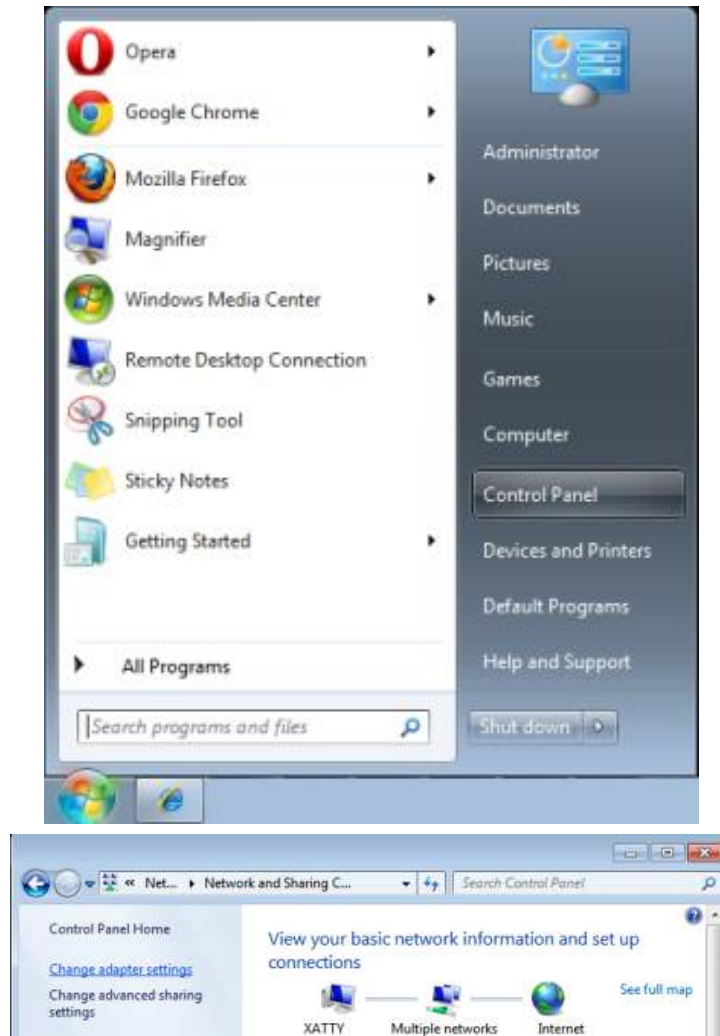 Opera
Google Chrome
Mozilla Firefox
Magnifier
Windows Media Center
Remote Desktop Connection
Snipping Tool
Sticky Notes
Getting Started
All Programs
Search programs and files
Administrator
Documents
Pictures
Music
Games
Computer
Control Panel
Devices and Printers
Default Programs
Help and Support
Shut down
« Net... Network and Sharing C... Search Control Panel
Control Panel Home
Change adapter settings
Change advanced sharing
settings
View your basic network information and set up
connections
See full map
XATTY Multiple networks Internet